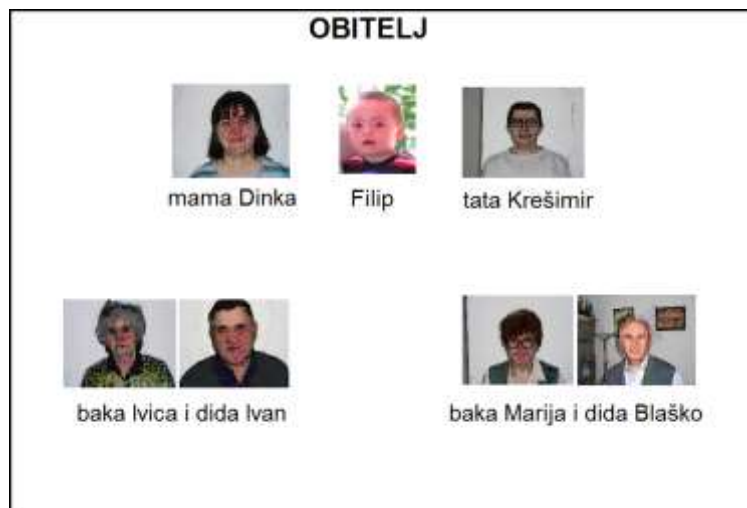 OBITELJ
mama Dinka Filip tata Krešimir
baka Ivica i dida Ivan baka Marija i dida Blaško